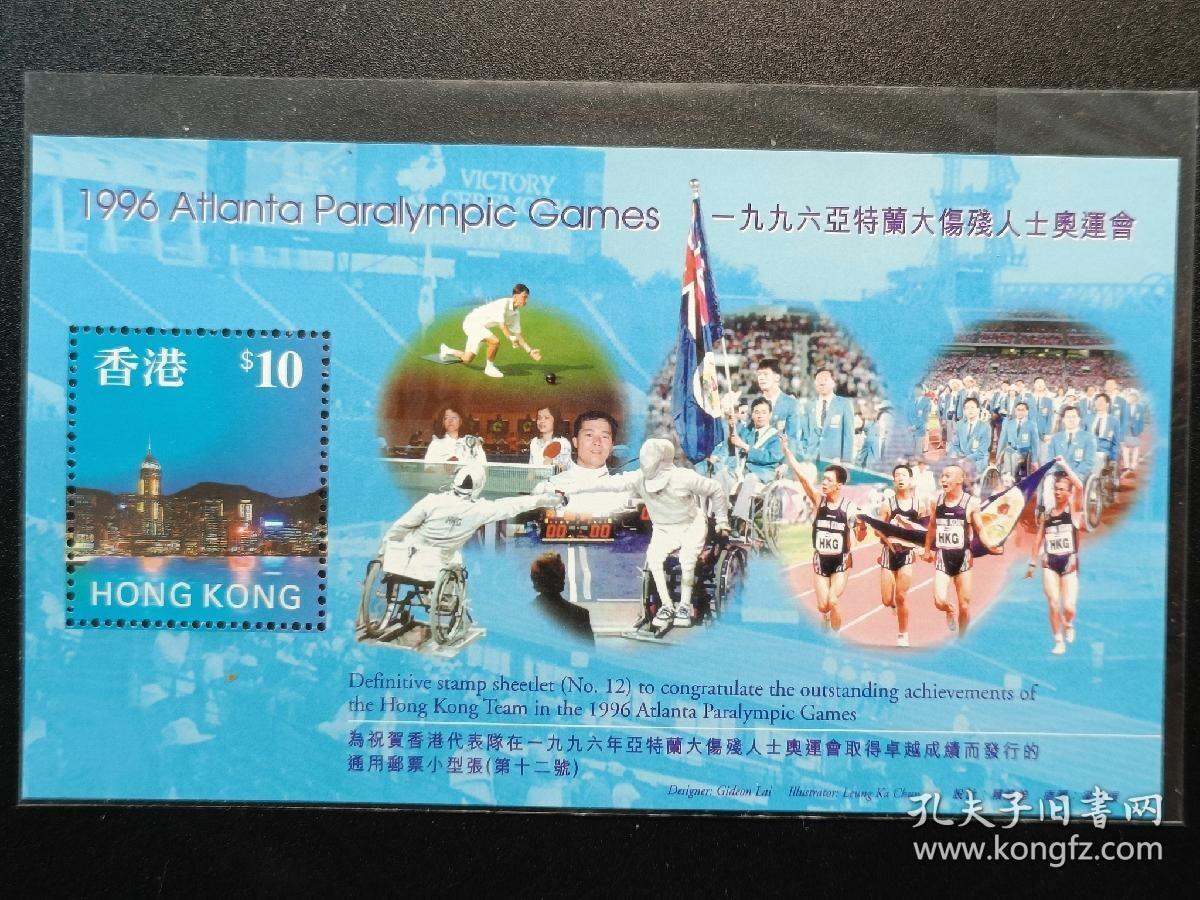 VICTORY
CEREMONY
1996 Atlanta Paralympic Games
一九九六亞特蘭大傷殘人士奧運會
香港 $10
HONG KONG
HKG
HKG
HKG
HKG
00 00
Definitive stamp sheetlet (No. 12) to congratulate the outstanding achievements of
the Hong Kong Team in the 1996 Atlanta Paralympic Games
為祝賀香港代表隊在一九九六年亞特蘭大傷殘人士奧運會取得卓越成績而發行的
通用郵票小型張(第十二號)
Designer: Gideon Lai Illustrator: Leung Ka Chun
孔夫子旧書网
www.kongfz.com